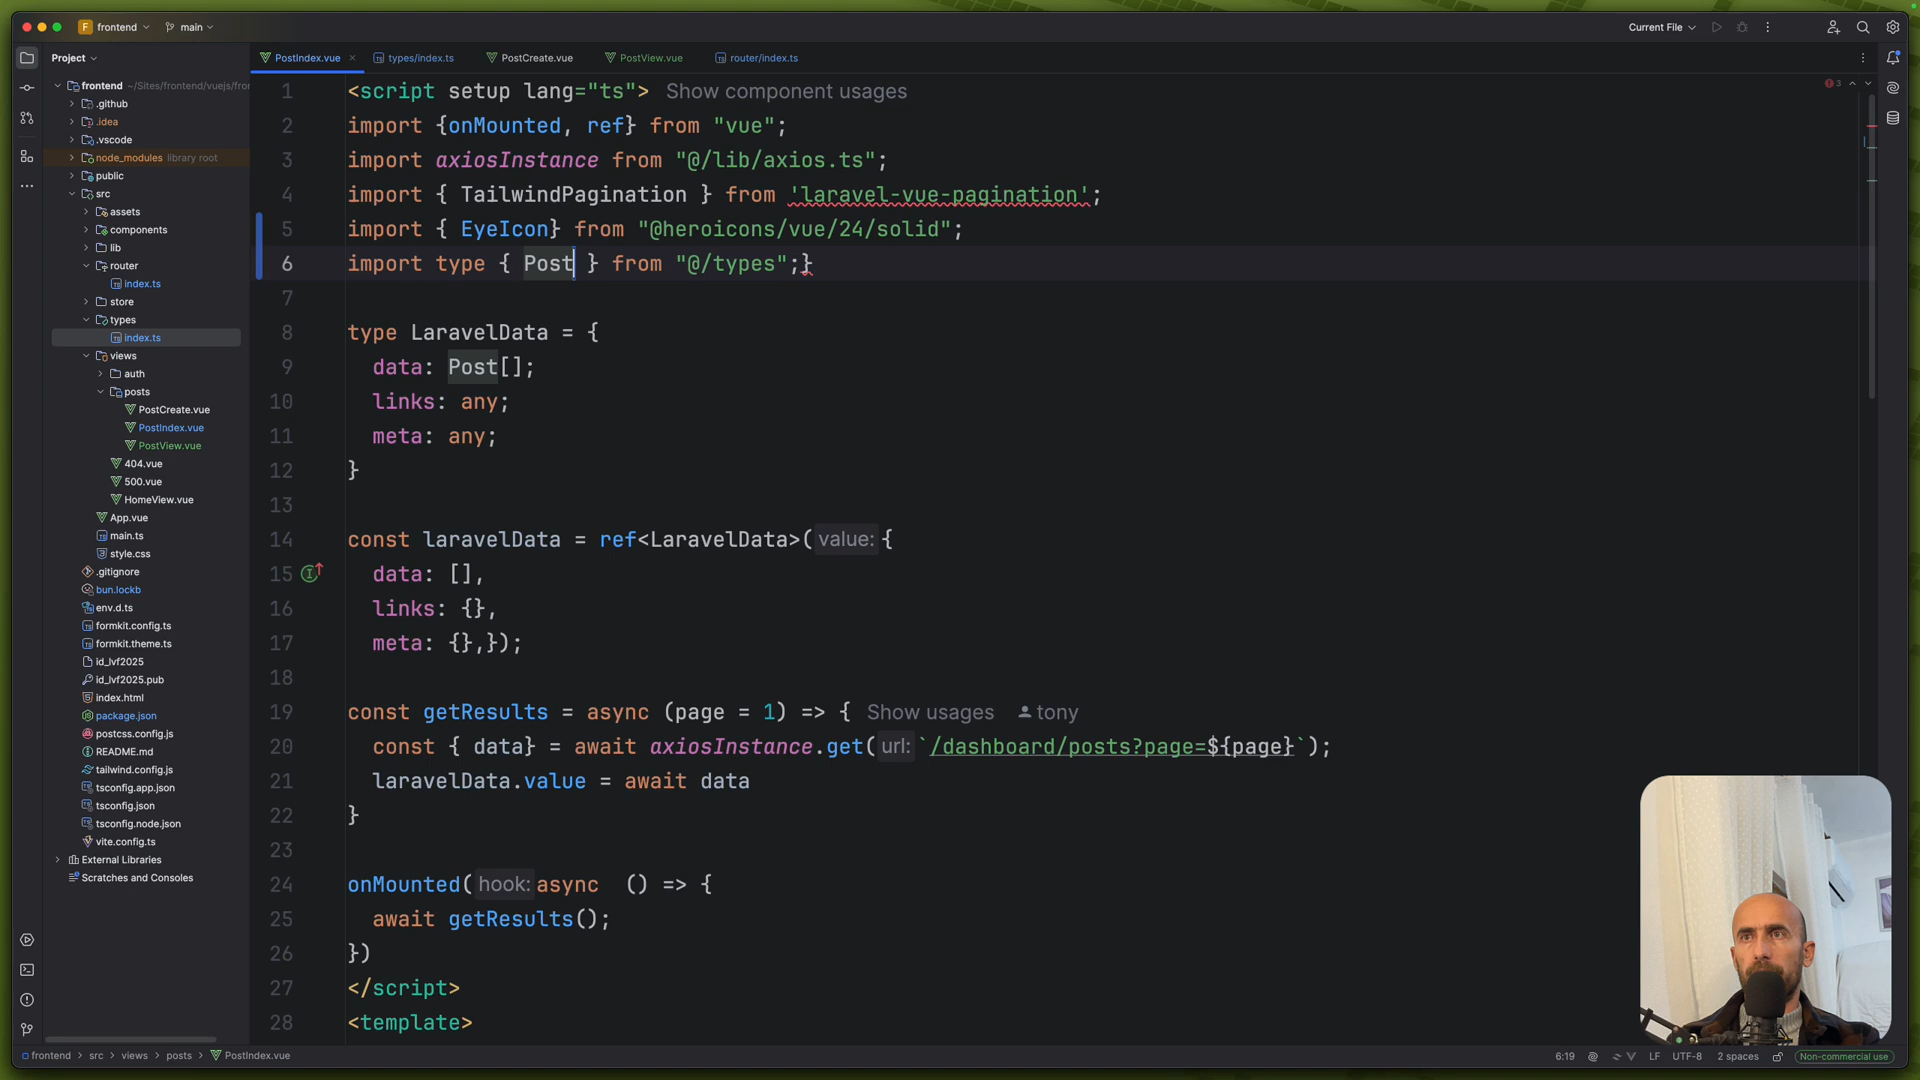 F frontend
main
Current File
Project
PostIndex.vue
types/index.ts
PostCreate.vue
PostView.vue
router/index.ts
frontend ~/Sites/frontend/vuejs/fror
.github
.idea
.vscode
node_modules library root
public
src
assets
components
lib
router
index.ts
store
types
index.ts
views
auth
posts
PostCreate.vue
PostIndex.vue
PostView.vue
404.vue
500.vue
HomeView.vue
App.vue
main.ts
style.css
.gitignore
bun.lockb
env.d.ts
formkit.config.ts
formkit.theme.ts
id_lvf2025
id_lvf2025.pub
index.html
package.json
postcss.config.js
README.md
tailwind.config.js
tsconfig.app.json
tsconfig.json
tsconfig.node.json
vite.config.ts
External Libraries
Scratches and Consoles
3
1 <script setup lang="ts"> Show component usages
2 import {onMounted, ref} from "vue";
3 import axiosInstance from "@/lib/axios.ts";
4 import { TailwindPagination } from 'laravel-vue-pagination';
5 import { EyeIcon} from "@heroicons/vue/24/solid";
6 import type { Post } from "@/types";}
7
8 type LaravelData = {
9 data: Post[];
10 links: any;
11 meta: any;
12 }
13
14 const laravelData = ref<LaravelData>( value: {
15 data: [],
16 links: {},
17 meta: {},});
18
19 const getResults = async (page = 1) => { Show usages tony
20 const { data} = await axiosInstance.get( url: `/dashboard/posts?page=${page}`);
21 laravelData.value = await data
22 }
23
24 onMounted( hook: async () => {
25 await getResults();
26 })
27 </script>
28 <template>
frontend > src > views > posts > PostIndex.vue
6:19
LF
UTF-8
2 spaces
Non-commercial use